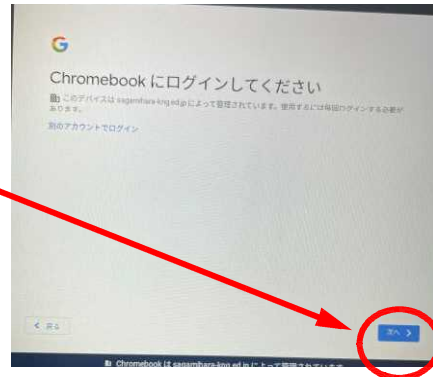 G
Chromebook にログインしてください
このデバイスは sagamihara-kng.ed.jp によって管理されています。使用するには毎回ログインする必要が
あります。
別のアカウントでログイン
戻る
次へ
Chromebook は sagamihara-kng.ed.jp によって管理されています